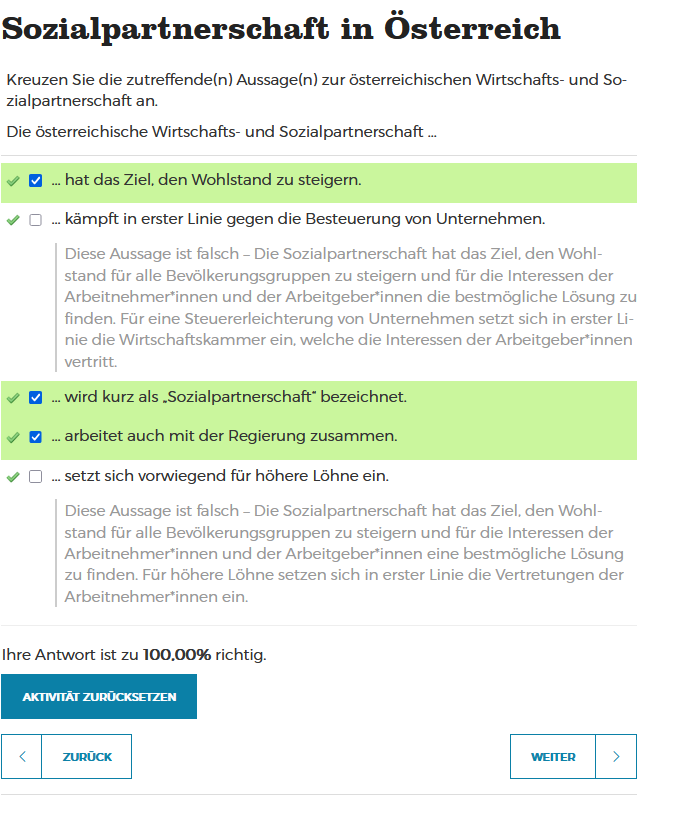 Sozialpartnerschaft in Österreich
Kreuzen Sie die zutreffende(n) Aussage(n) zur österreichischen Wirtschafts- und So-
zialpartnerschaft an.
Die österreichische Wirtschafts- und Sozialpartnerschaft ...
... hat das Ziel, den Wohlstand zu steigern.
... kämpft in erster Linie gegen die Besteuerung von Unternehmen.
Diese Aussage ist falsch – Die Sozialpartnerschaft hat das Ziel, den Wohl-
stand für alle Bevölkerungsgruppen zu steigern und für die Interessen der
Arbeitnehmer*innen und der Arbeitgeber*innen die bestmögliche Lösung zu
finden. Für eine Steuererleichterung von Unternehmen setzt sich in erster Li-
nie die Wirtschaftskammer ein, welche die Interessen der Arbeitgeber*innen
vertritt.
... wird kurz als „Sozialpartnerschaft“ bezeichnet.
... arbeitet auch mit der Regierung zusammen.
... setzt sich vorwiegend für höhere Löhne ein.
Diese Aussage ist falsch – Die Sozialpartnerschaft hat das Ziel, den Wohl-
stand für alle Bevölkerungsgruppen zu steigern und für die Interessen der
Arbeitnehmer*innen und der Arbeitgeber*innen eine bestmögliche Lösung
zu finden. Für höhere Löhne setzen sich in erster Linie die Vertretungen der
Arbeitnehmer*innen ein.
Ihre Antwort ist zu 100,00% richtig.
AKTIVITÄT ZURÜCKSETZEN
ZURÜCK
WEITER